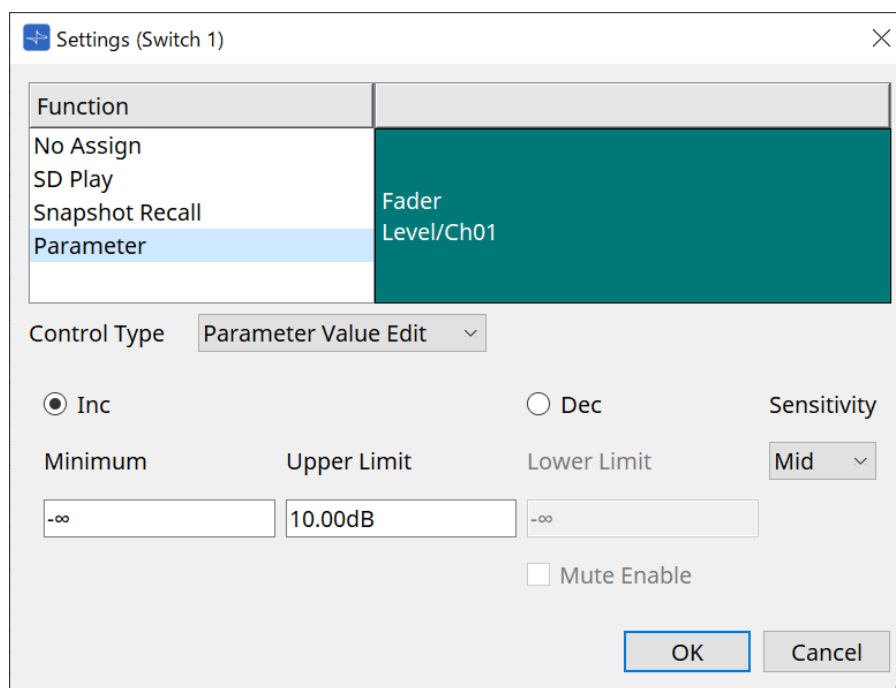 Settings (Switch 1)
Function
No Assign
SD Play
Snapshot Recall
Parameter
Fader
Level/Ch01
Control Type Parameter Value Edit
Inc Dec Sensitivity
Minimum Upper Limit Lower Limit Mid
-∞ 10.00dB -∞
Mute Enable
OK Cancel